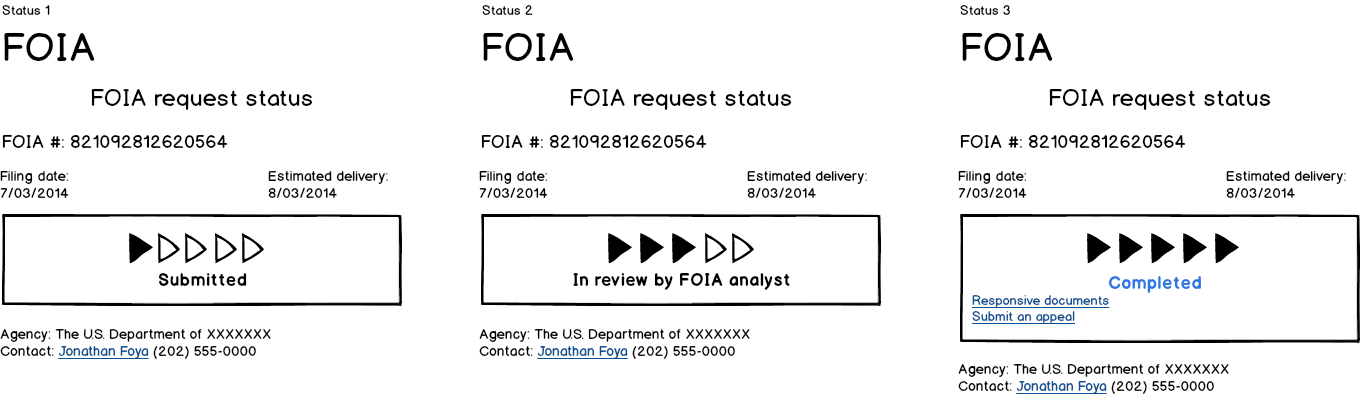 Status 1
FOIA
FOIA request status
FOIA #: 821092812620564
Filing date:
7/03/2014
Estimated delivery:
8/03/2014
Submitted
Agency: The U.S. Department of XXXXXXX
Contact: Jonathan Foya (202) 555-0000
Status 2
FOIA
FOIA request status
FOIA #: 821092812620564
Filing date:
7/03/2014
Estimated delivery:
8/03/2014
In review by FOIA analyst
Agency: The U.S. Department of XXXXXXX
Contact: Jonathan Foya (202) 555-0000
Status 3
FOIA
FOIA request status
FOIA #: 821092812620564
Filing date:
7/03/2014
Estimated delivery:
8/03/2014
Completed
Responsive documents
Submit an appeal
Agency: The U.S. Department of XXXXXXX
Contact: Jonathan Foya (202) 555-0000